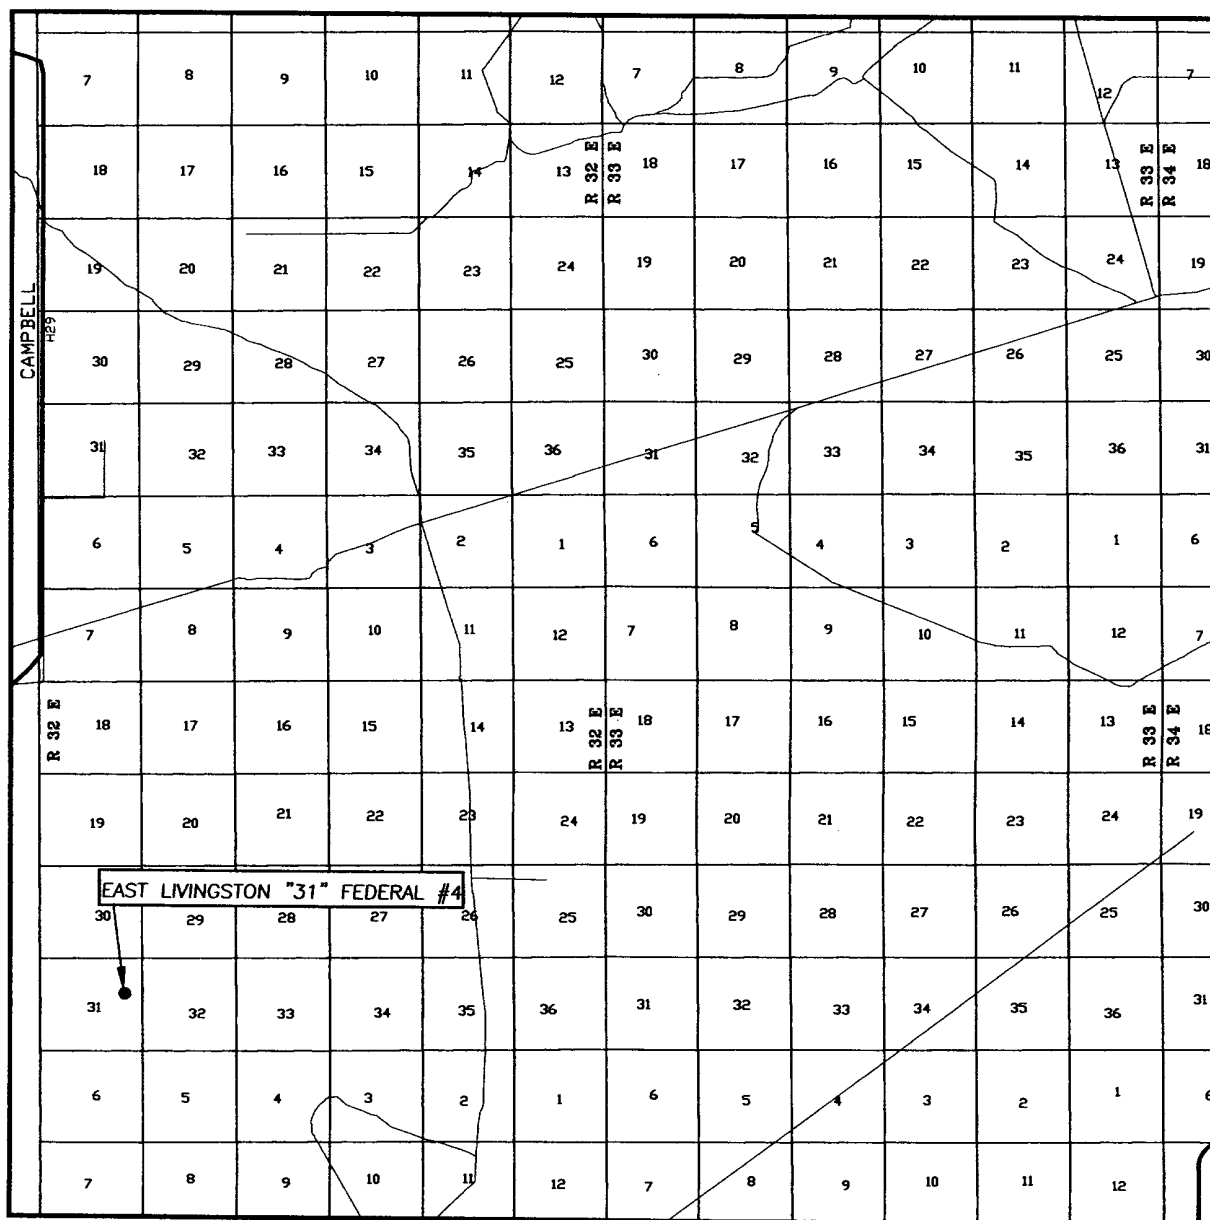 7 8 9 10 11 12 7 8 9 10 11 12 7
18 17 16 15 14 13 R 32 E R 33 E 18 17 16 15 14 13 R 33 E R 34 E 18
19 20 21 22 23 24 19 20 21 22 23 24 19
CAMPBELL
H29
30 29 28 27 26 25 30 29 28 27 26 25 30
31 32 33 34 35 36 31 32 33 34 35 36 31
6 5 4 3 2 1 6 5 4 3 2 1 6
7 8 9 10 11 12 7 8 9 10 11 12 7
R 32 E 18 17 16 15 14 13 R 32 E R 33 E 18 17 16 15 14 13 R 33 E R 34 E 18
19 20 21 22 23 24 19 20 21 22 23 24 19
EAST LIVINGSTON "31" FEDERAL #4
30 29 28 27 26 25 30 29 28 27 26 25 30
31 32 33 34 35 36 31 32 33 34 35 36 31
6 5 4 3 2 1 6 5 4 3 2 1 6
7 8 9 10 11 12 7 8 9 10 11 12